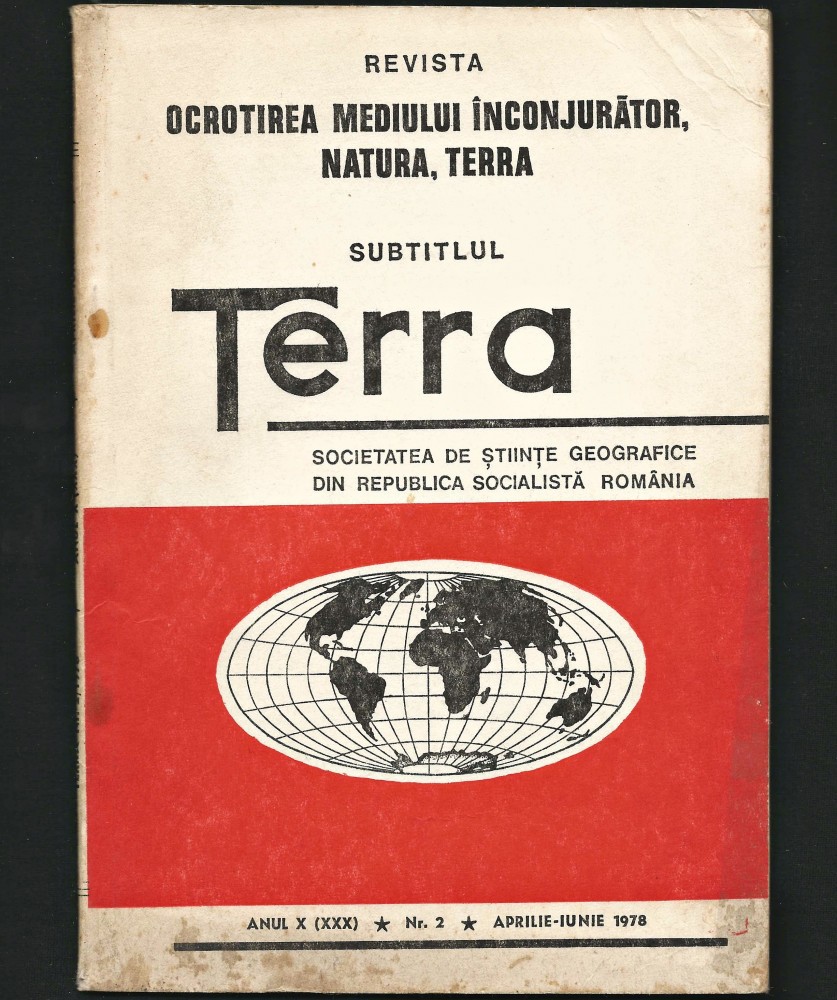 REVISTA
OCROTIREA MEDIULUI ÎNCONJURĂTOR,
NATURA, TERRA
SUBTITLUL
Terra
SOCIETATEA DE ȘTIINȚE GEOGRAFICE
DIN REPUBLICA SOCIALISTĂ ROMÂNIA
ANUL X (XXX) ★ Nr. 2 ★ APRILIE-IUNIE 1978